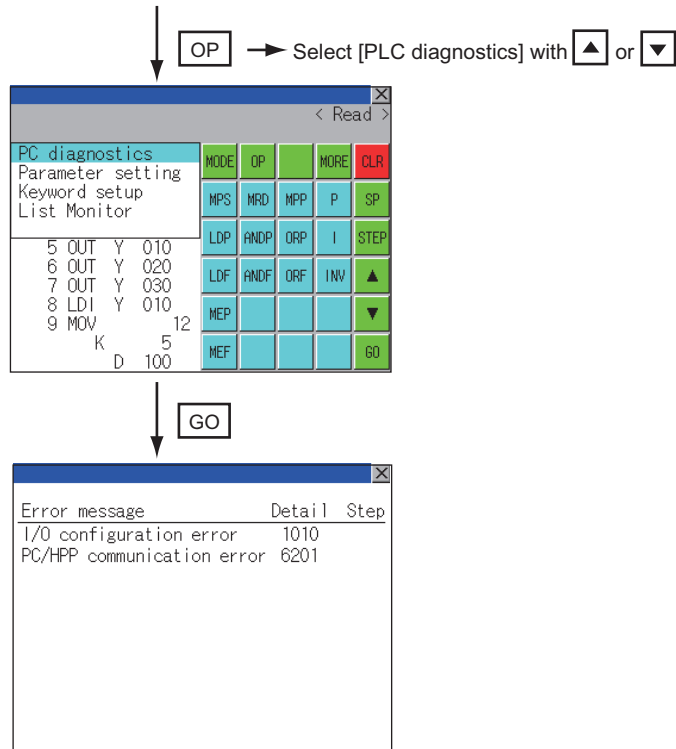 OP Select [PLC diagnostics] with ▲ or ▼
X
< Read >
PC diagnostics
Parameter setting
Keyword setup
List Monitor
5 OUT Y 010
6 OUT Y 020
7 OUT Y 030
8 LDI Y 010
9 MOV 12
K 5
D 100
MODE OP MORE CLR
MPS MRD MPP P SP
LDP ANDP ORP I STEP
LDF ANDF ORF INV ▲
MEP ▼
MEF GO
GO
X
Error message Detail Step
I/O configuration error 1010
PC/HPP communication error 6201